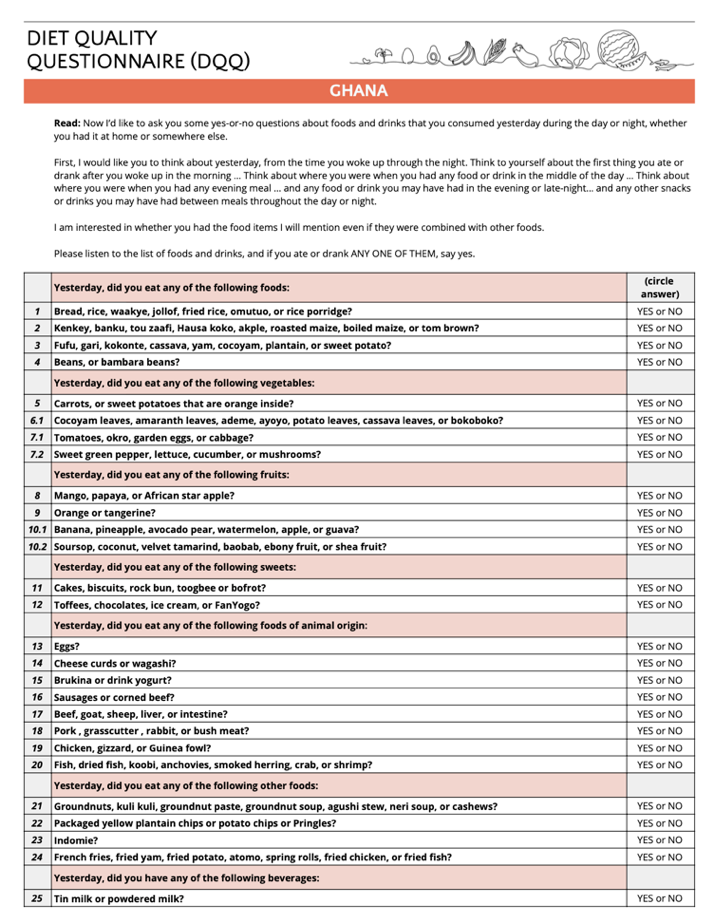 DIET QUALITY
QUESTIONNAIRE (DQQ)
GHANA
Read: Now I'd like to ask you some yes-or-no questions about foods and drinks that you consumed yesterday during the day or night, whether
you had it at home or somewhere else.
First, I would like you to think about yesterday, from the time you woke up through the night. Think to yourself about the first thing you ate or
drank after you woke up in the morning ... Think about where you were when you had any food or drink in the middle of the day ... Think about
where you were when you had any evening meal ... and any food or drink you may have had in the evening or late-night... and any other snacks
or drinks you may have had between meals throughout the day or night.
I am interested in whether you had the food items I will mention even if they were combined with other foods.
Please listen to the list of foods and drinks, and if you ate or drank ANY ONE OF THEM, say yes.
Yesterday, did you eat any of the following foods: (circle
answer)
1 Bread, rice, waakye, jollof, fried rice, omutuo, or rice porridge? YES or NO
2 Kenkey, banku, tou zaafi, Hausa koko, akple, roasted maize, boiled maize, or tom brown? YES or NO
3 Fufu, gari, kokonte, cassava, yam, cocoyam, plantain, or sweet potato? YES or NO
4 Beans, or bambara beans? YES or NO
Yesterday, did you eat any of the following vegetables:
5 Carrots, or sweet potatoes that are orange inside? YES or NO
6.1 Cocoyam leaves, amaranth leaves, ademe, ayoyo, potato leaves, cassava leaves, or bokoboko? YES or NO
7.1 Tomatoes, okro, garden eggs, or cabbage? YES or NO
7.2 Sweet green pepper, lettuce, cucumber, or mushrooms? YES or NO
Yesterday, did you eat any of the following fruits:
8 Mango, papaya, or African star apple? YES or NO
9 Orange or tangerine? YES or NO
10.1 Banana, pineapple, avocado pear, watermelon, apple, or guava? YES or NO
10.2 Soursop, coconut, velvet tamarind, baobab, ebony fruit, or shea fruit? YES or NO
Yesterday, did you eat any of the following sweets:
11 Cakes, biscuits, rock bun, toogbee or bofrot? YES or NO
12 Toffees, chocolates, ice cream, or FanYogo? YES or NO
Yesterday, did you eat any of the following foods of animal origin:
13 Eggs? YES or NO
14 Cheese curds or wagashi? YES or NO
15 Brukina or drink yogurt? YES or NO
16 Sausages or corned beef? YES or NO
17 Beef, goat, sheep, liver, or intestine? YES or NO
18 Pork , grasscutter , rabbit, or bush meat? YES or NO
19 Chicken, gizzard, or Guinea fowl? YES or NO
20 Fish, dried fish, koobi, anchovies, smoked herring, crab, or shrimp? YES or NO
Yesterday, did you eat any of the following other foods:
21 Groundnuts, kuli kuli, groundnut paste, groundnut soup, agushi stew, neri soup, or cashews? YES or NO
22 Packaged yellow plantain chips or potato chips or Pringles? YES or NO
23 Indomie? YES or NO
24 French fries, fried yam, fried potato, atomo, spring rolls, fried chicken, or fried fish? YES or NO
Yesterday, did you have any of the following beverages:
25 Tin milk or powdered milk? YES or NO